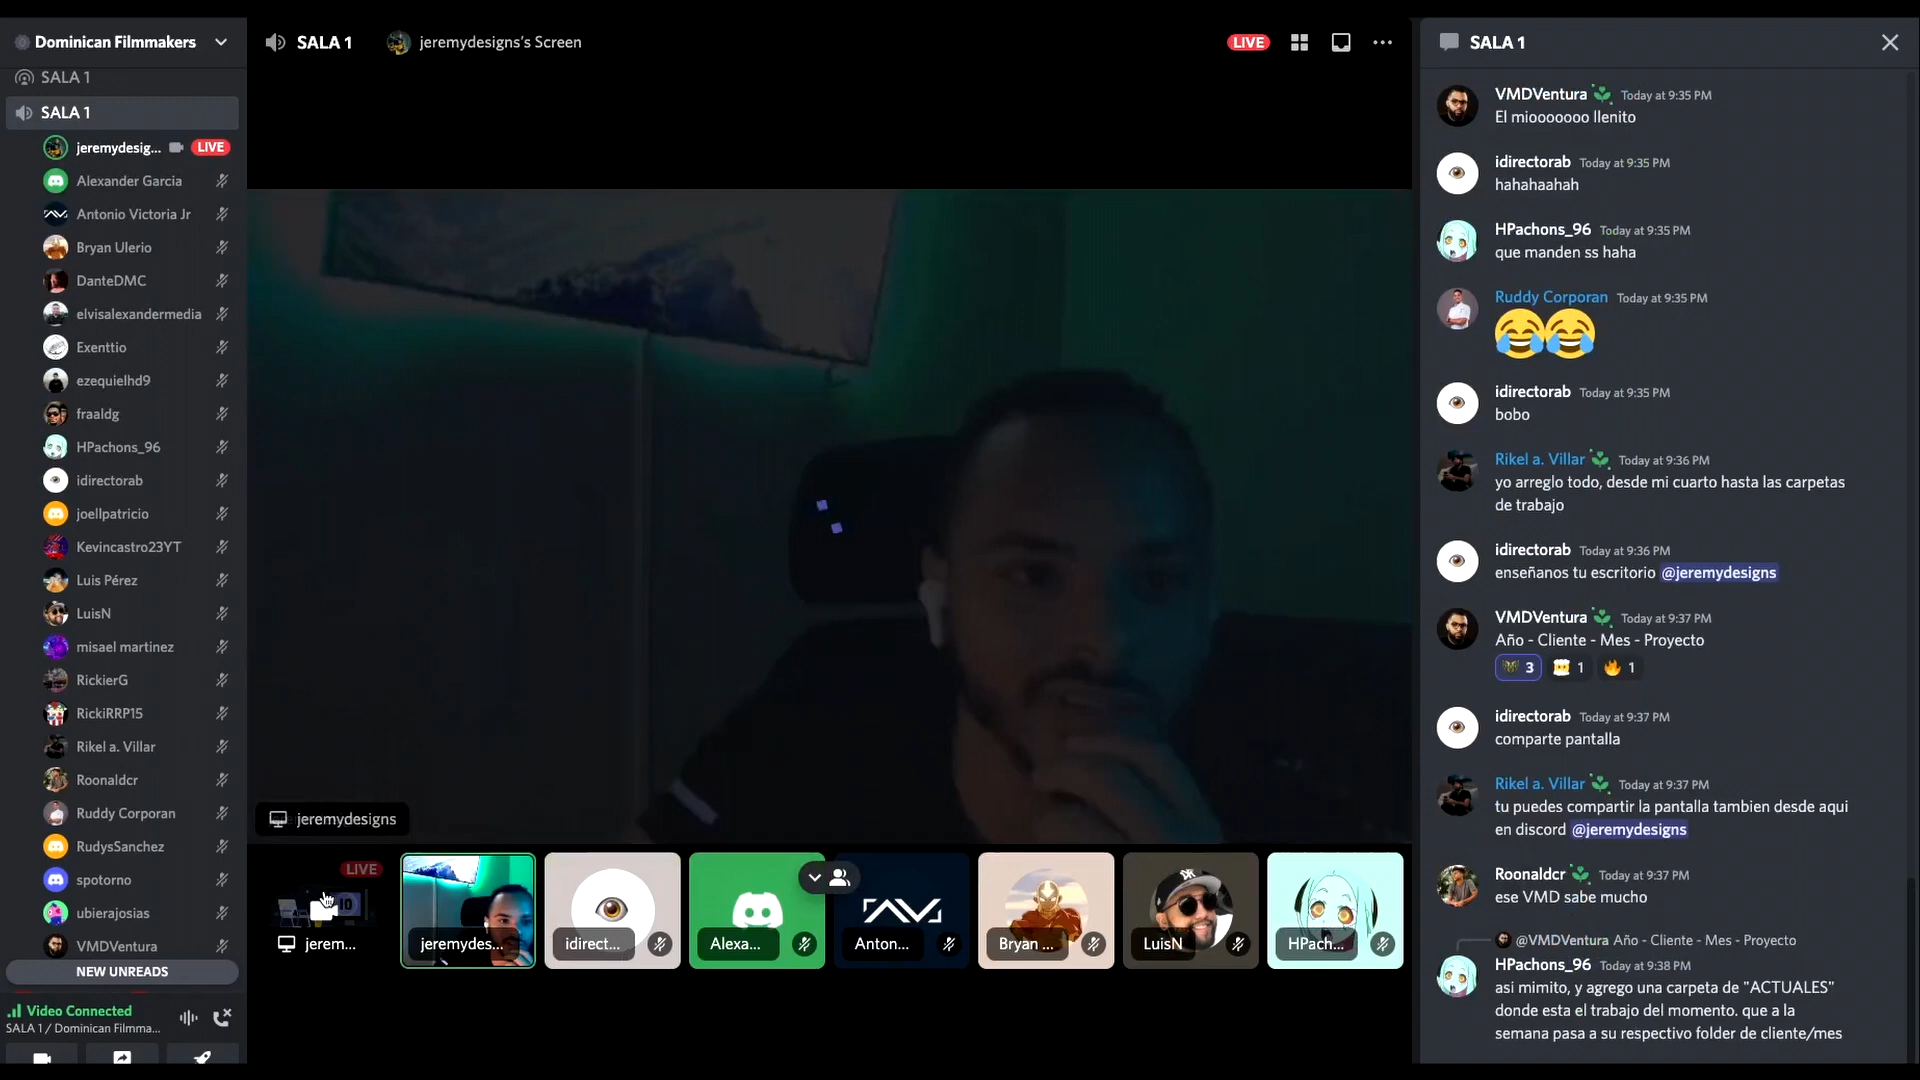 Dominican Filmmakers
SALA 1
SALA 1
jeremydesig...
LIVE
Alexander Garcia
Antonio Victoria Jr
Bryan Ulerio
DanteDMC
elvisalexandermedia
Exenttio
ezequielhd9
fraaldg
HPachons_96
idirectorab
joellpatricio
Kevincastro23YT
Luis Pérez
LuisN
misael martinez
RickierG
RickiRRP15
Rikel a. Villar
Roonaldcr
Ruddy Corporan
RudysSanchez
spotorno
ubierajosias
VMDVentura
NEW UNREADS
Video Connected
SALA 1 / Dominican Filmma...
SALA 1
jeremydesigns's Screen
LIVE
jeremydesigns
LIVE
jerem...
jeremydes...
idirect...
Alexa...
Anton...
Bryan ...
LuisN
HPach...
SALA 1
VMDVentura Today at 9:35 PM
El miooooooo llenito
idirectorab Today at 9:35 PM
hahahaahah
HPachons_96 Today at 9:35 PM
que manden ss haha
Ruddy Corporan Today at 9:35 PM
😂😂
idirectorab Today at 9:35 PM
bobo
Rikel a. Villar Today at 9:36 PM
yo arreglo todo, desde mi cuarto hasta las carpetas
de trabajo
idirectorab Today at 9:36 PM
enseñanos tu escritorio @jeremydesigns
VMDVentura Today at 9:37 PM
Año - Cliente - Mes - Proyecto
3 1 🔥 1
idirectorab Today at 9:37 PM
comparte pantalla
Rikel a. Villar Today at 9:37 PM
tu puedes compartir la pantalla tambien desde aqui
en discord @jeremydesigns
Roonaldcr Today at 9:37 PM
ese VMD sabe mucho
@VMDVentura Año - Cliente - Mes - Proyecto
HPachons_96 Today at 9:38 PM
asi mimito, y agrego una carpeta de "ACTUALES"
donde esta el trabajo del momento. que a la
semana pasa a su respectivo folder de cliente/mes